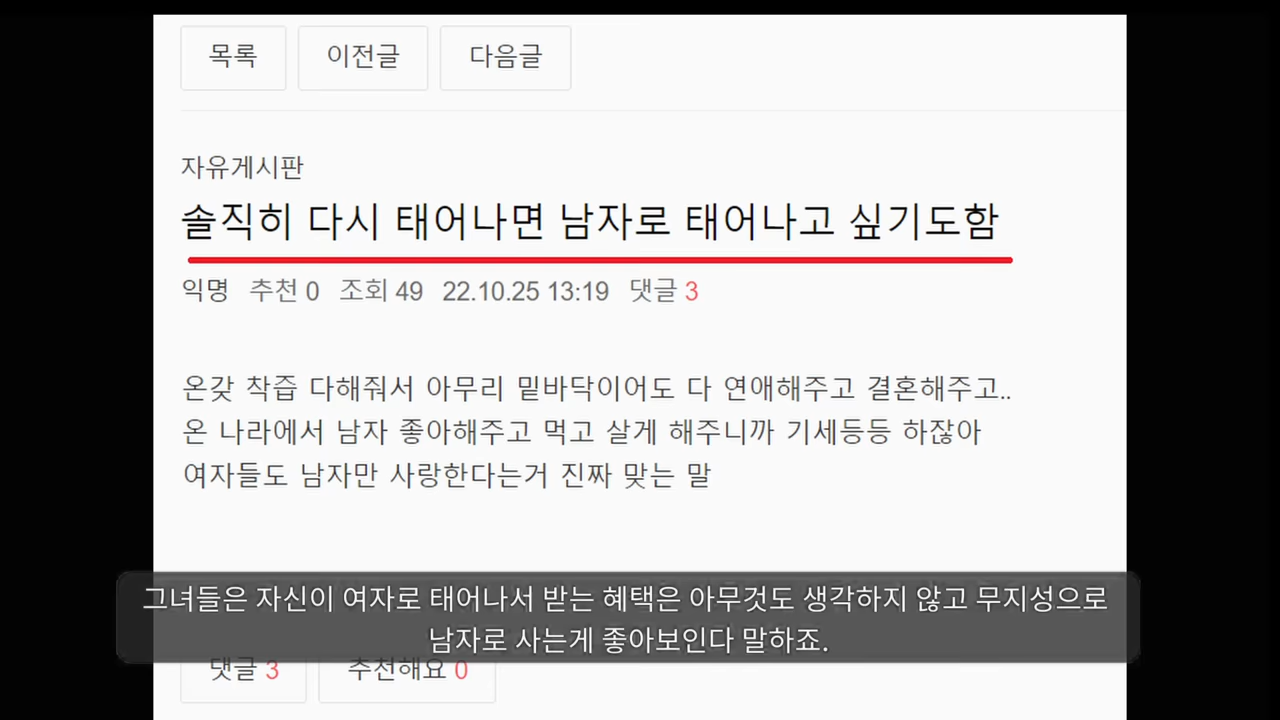 목록 이전글 다음글
자유게시판
솔직히 다시 태어나면 남자로 태어나고 싶기도함
익명 추천 0 조회 49 22.10.25 13:19 댓글 3
온갖 착즙 다해줘서 아무리 밑바닥이어도 다 연애해주고 결혼해주고..
온 나라에서 남자 좋아해주고 먹고 살게 해주니까 기세등등 하잖아
여자들도 남자만 사랑한다는거 진짜 맞는 말
그녀들은 자신이 여자로 태어나서 받는 혜택은 아무것도 생각하지 않고 무지성으로
남자로 사는게 좋아보인다 말하죠.
댓글 3 추천해요 0